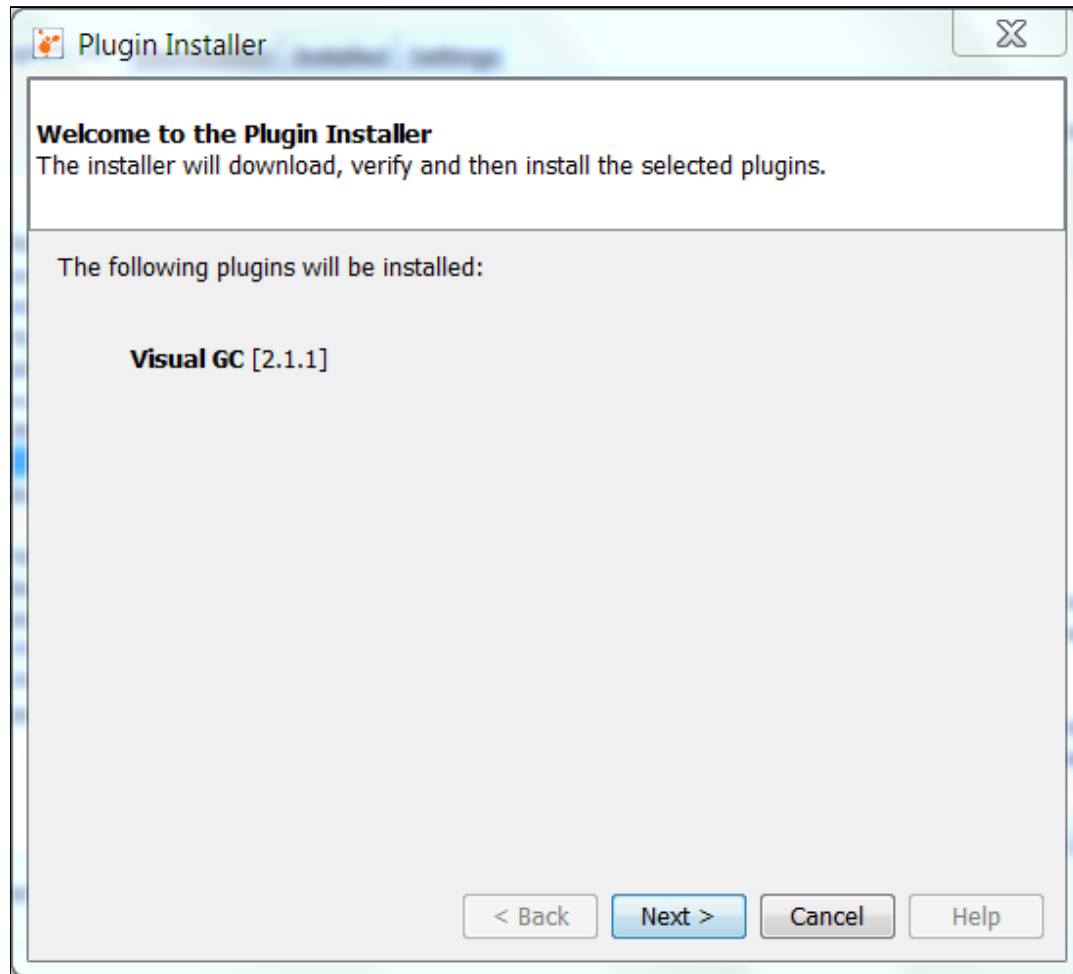 Plugin Installer
Welcome to the Plugin Installer
The installer will download, verify and then install the selected plugins.
The following plugins will be installed:
Visual GC [2.1.1]
< Back Next > Cancel Help